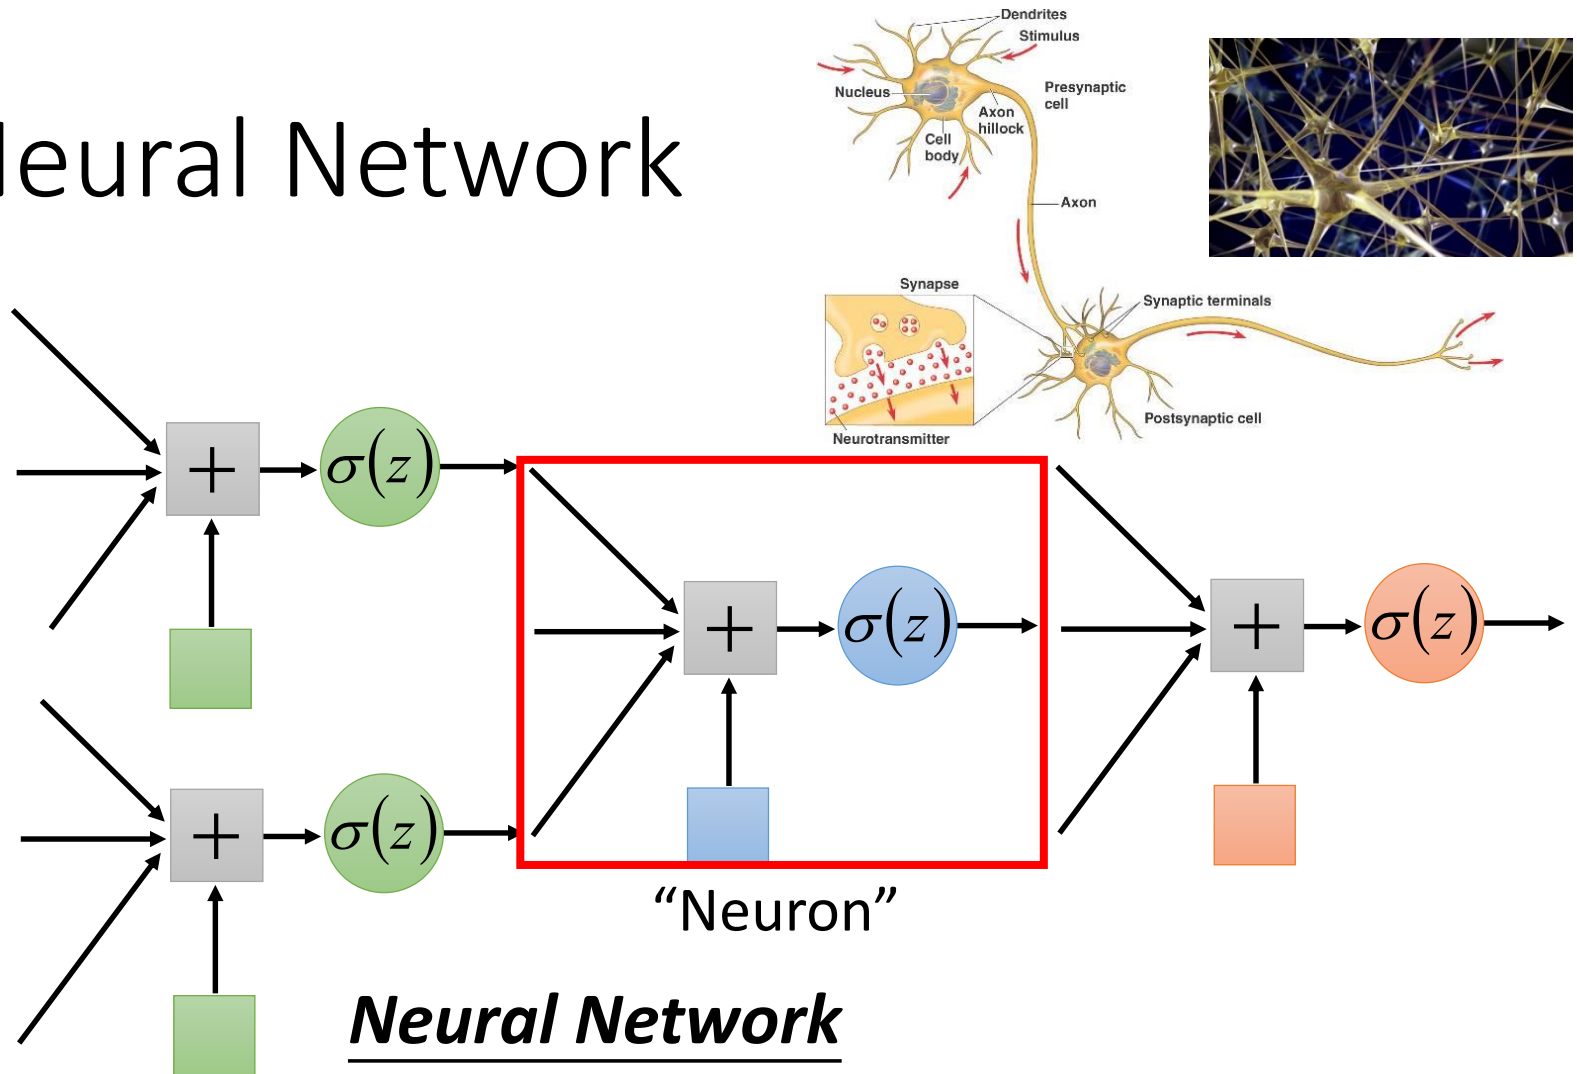 Neural Network
Dendrites
Stimulus
Nucleus
Presynaptic
cell
Axon
hillock
Cell
body
Axon
Synapse
Synaptic terminals
Postsynaptic cell
Neurotransmitter
+
σ(z)
+
σ(z)
+
σ(z)
+
σ(z)
“Neuron”
Neural Network